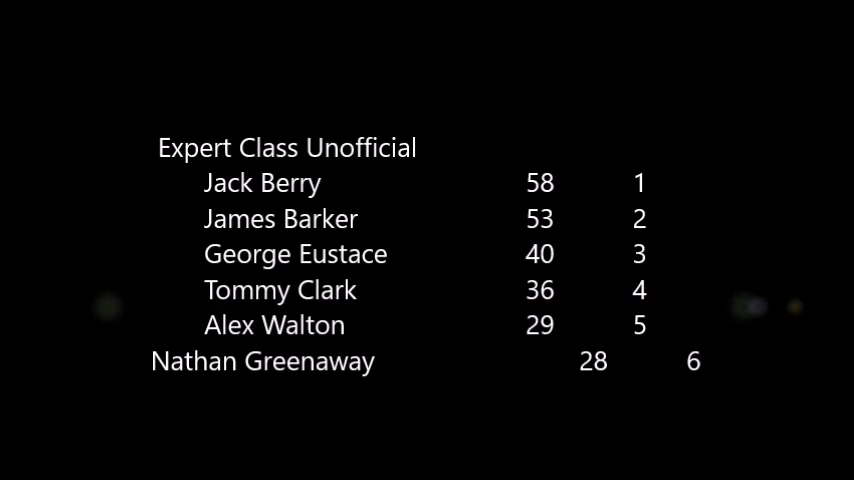 Expert Class Unofficial
Jack Berry 58 1
James Barker 53 2
George Eustace 40 3
Tommy Clark 36 4
Alex Walton 29 5
Nathan Greenaway 28 6